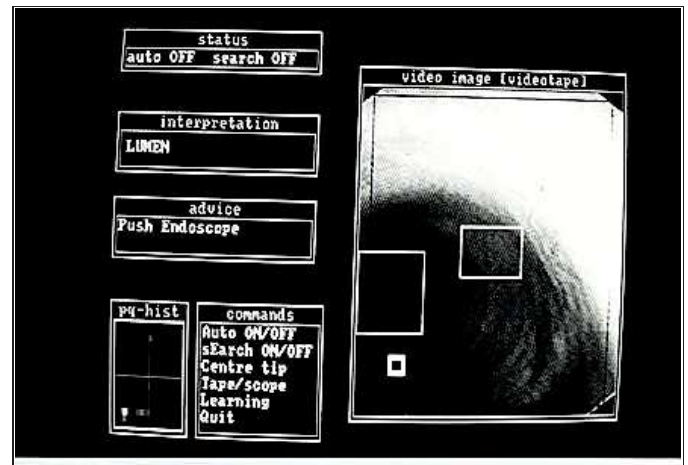 status
auto OFF search OFF
video image [videotape]
interpretation
LUMEN
advice
Push Endoscope
pq-hist
commands
Auto ON/OFF
sEarch ON/OFF
Centre tip
Tape/scope
Learning
Quit